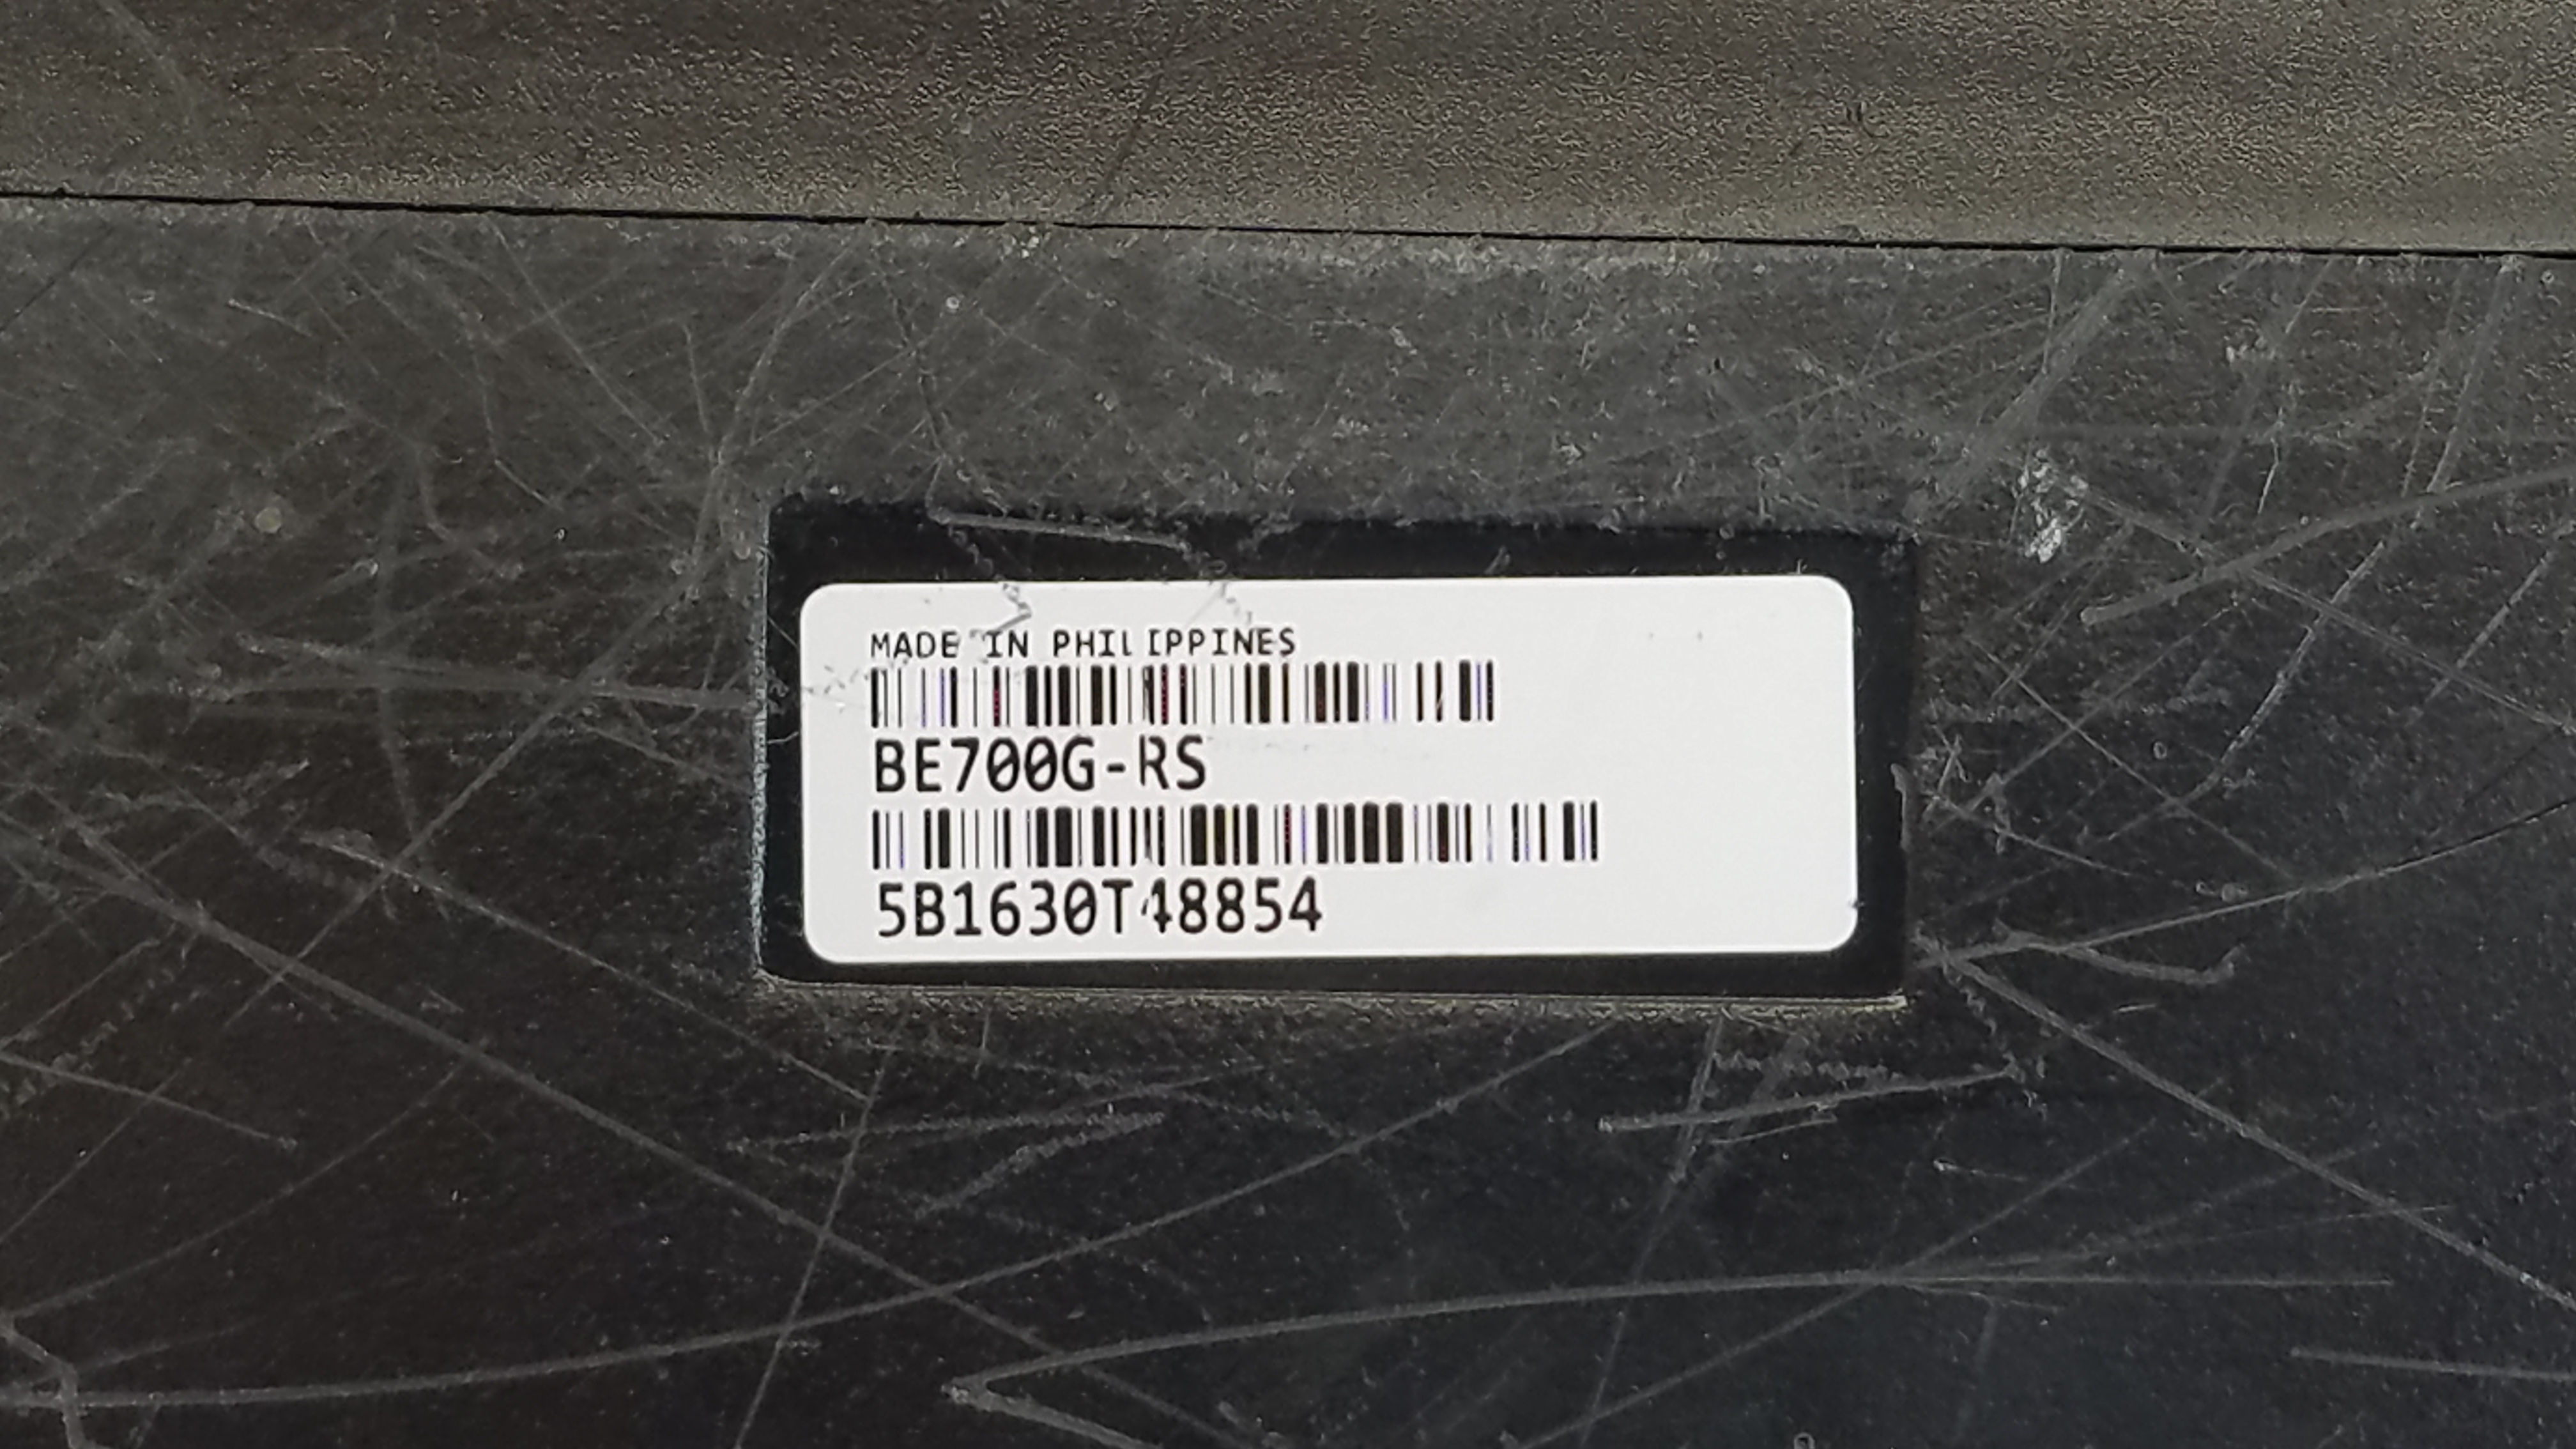 MADE IN PHILIPPINES
BE700G-RS
5B1630T48854